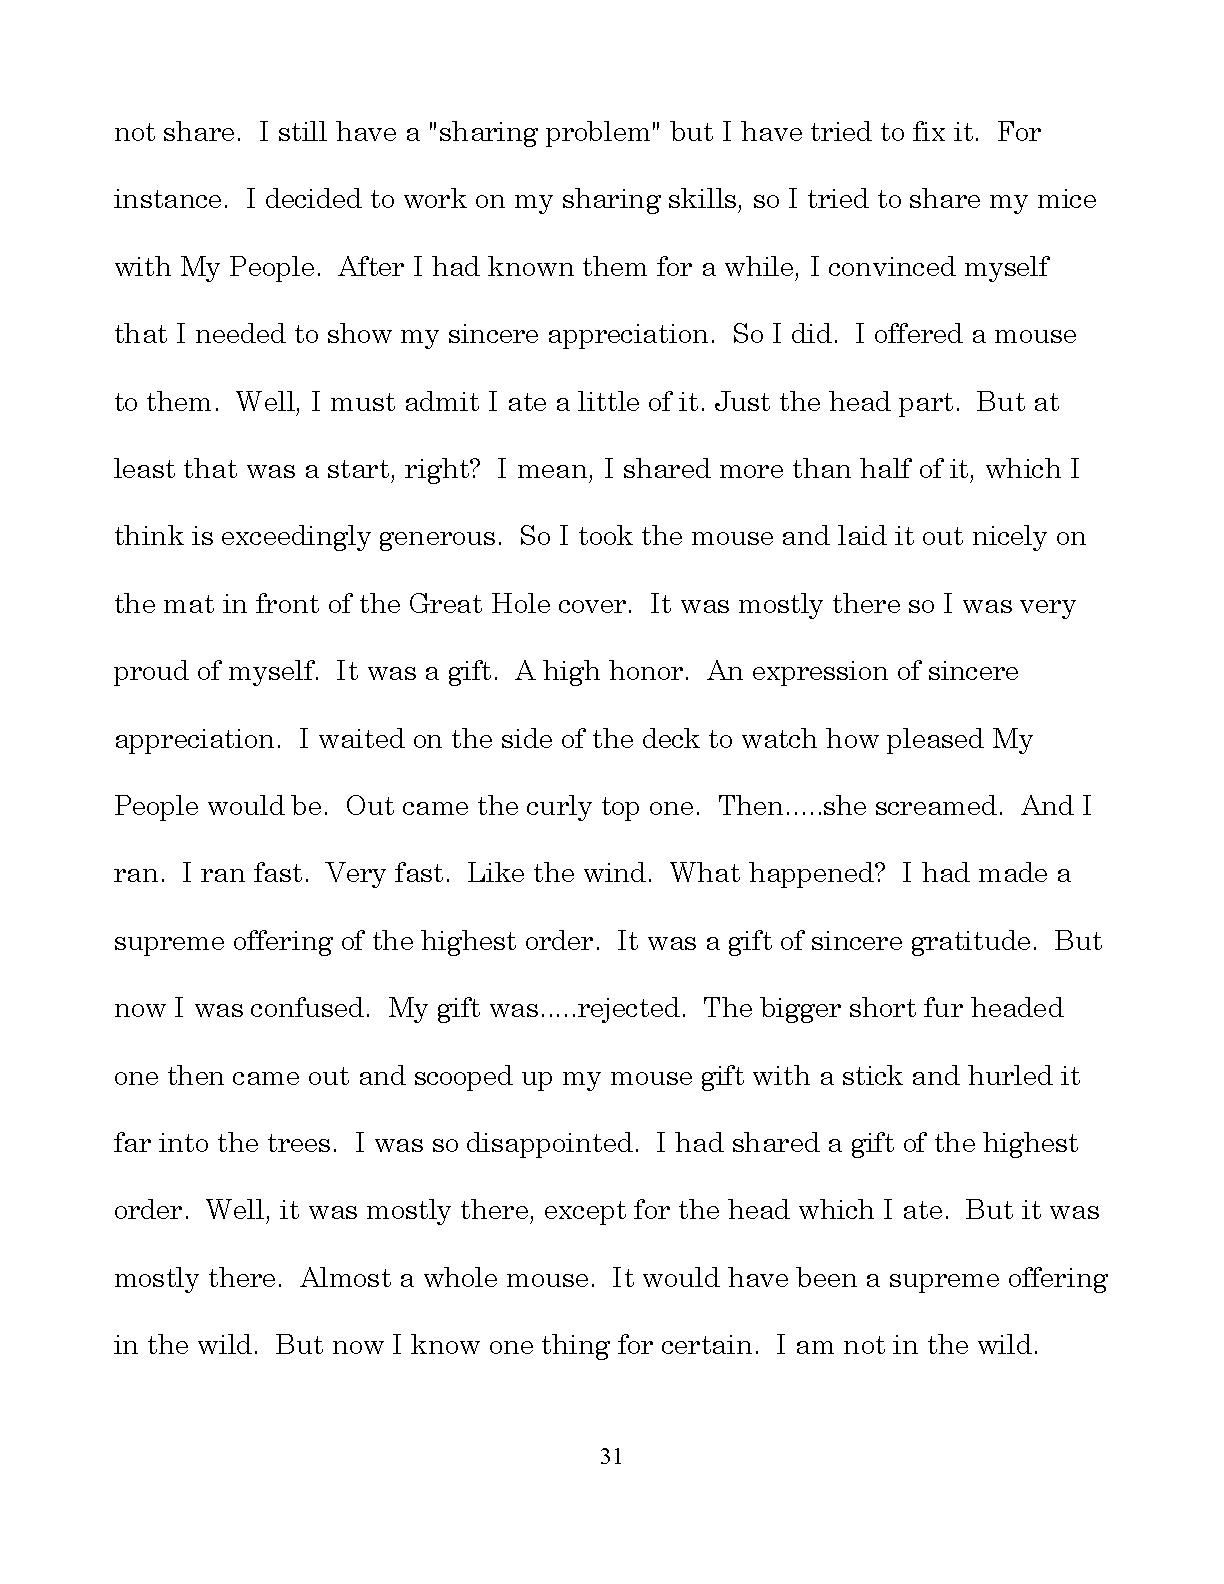 not share.  I still have a "sharing problem" but I have tried to fix it.  For
instance.  I decided to work on my sharing skills, so I tried to share my mice
with My People.  After I had known them for a while, I convinced myself
that I needed to show my sincere appreciation.  So I did.  I offered a mouse
to them.  Well, I must admit I ate a little of it. Just the head part.  But at
least that was a start, right?  I mean, I shared more than half of it, which I
think is exceedingly generous.  So I took the mouse and laid it out nicely on
the mat in front of the Great Hole cover.  It was mostly there so I was very
proud of myself.  It was a gift.  A high honor.  An expression of sincere
appreciation.  I waited on the side of the deck to watch how pleased My
People would be.  Out came the curly top one.  Then.....she screamed.  And I
ran.  I ran fast.  Very fast.  Like the wind.  What happened?  I had made a
supreme offering of the highest order.  It was a gift of sincere gratitude.  But
now I was confused.  My gift was.....rejected.  The bigger short fur headed
one then came out and scooped up my mouse gift with a stick and hurled it
far into the trees.  I was so disappointed.  I had shared a gift of the highest
order.  Well, it was mostly there, except for the head which I ate.  But it was
mostly there.  Almost a whole mouse.  It would have been a supreme offering
in the wild.  But now I know one thing for certain.  I am not in the wild.
31